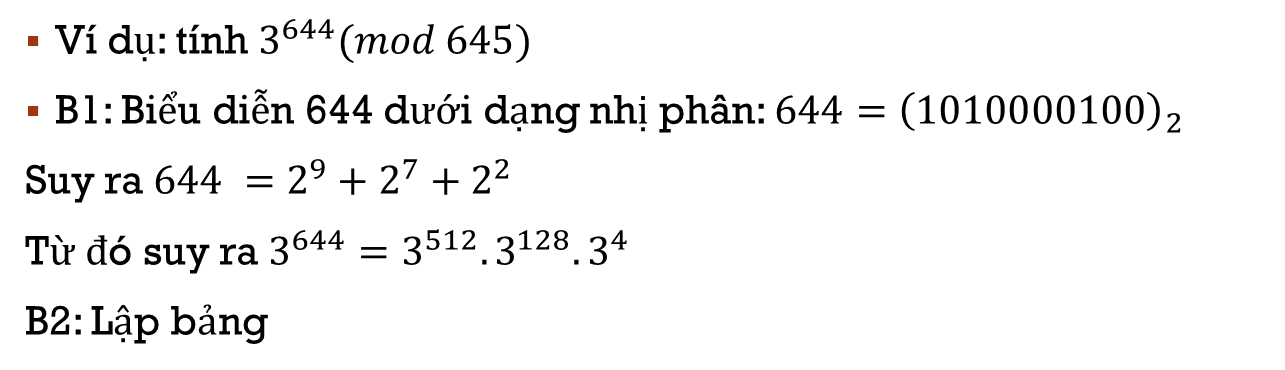 ▪ Ví dụ: tính 3^644 (mod 645)
▪ B1: Biểu diễn 644 dưới dạng nhị phân: 644 = (1010000100)₂
Suy ra 644 = 2^9 + 2^7 + 2^2
Từ đó suy ra 3^644 = 3^512 . 3^128 . 3^4
B2: Lập bảng